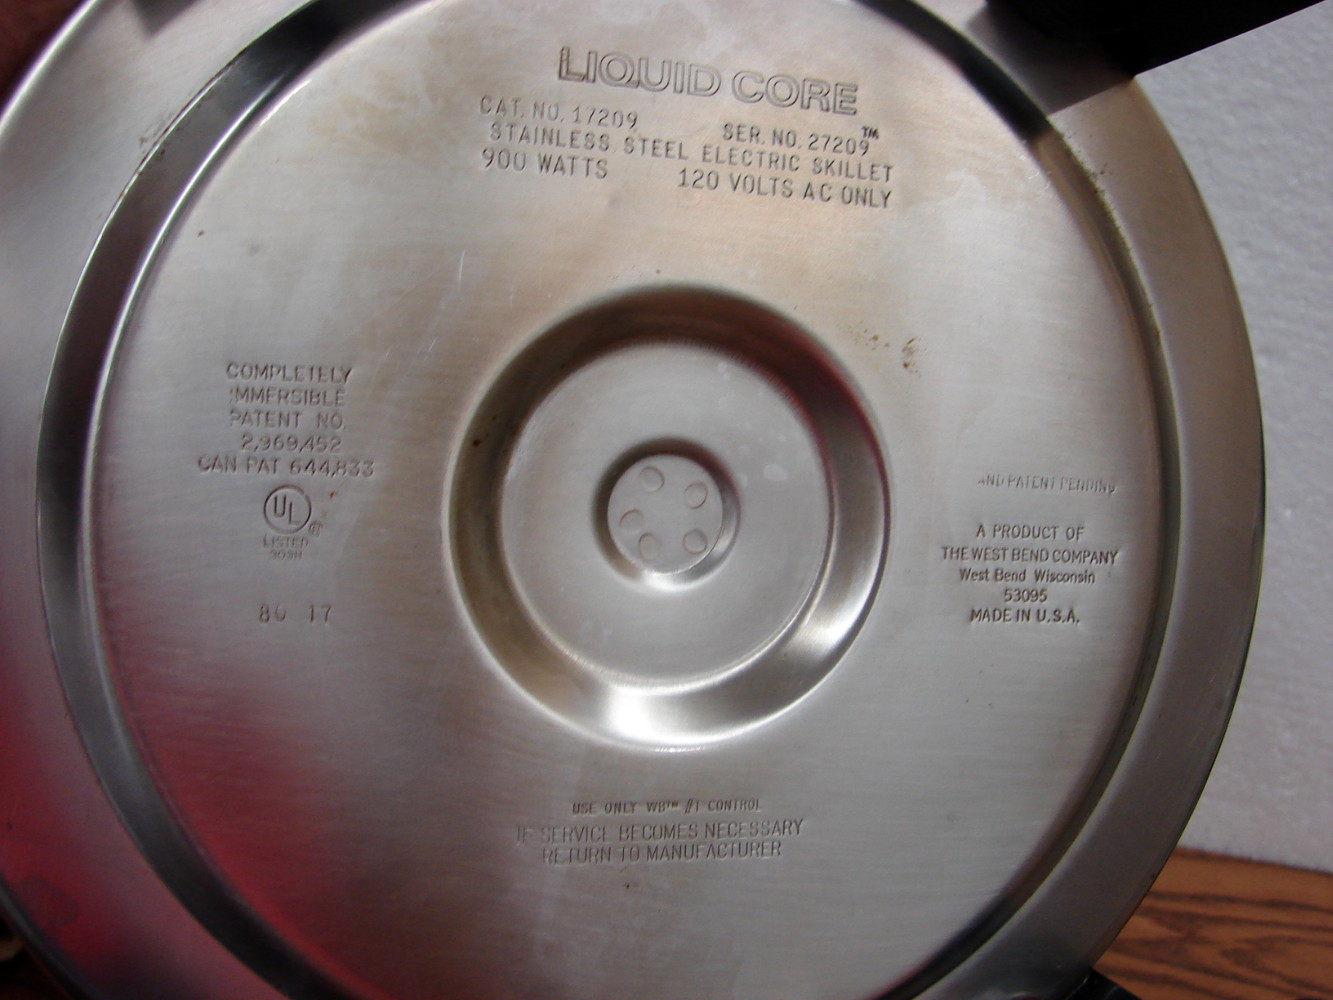 LIQUID CORE™
CAT. NO. 17209 SER. NO. 27209
STAINLESS STEEL ELECTRIC SKILLET
900 WATTS 120 VOLTS AC ONLY
COMPLETELY
IMMERSIBLE
PATENT NO.
2,969,452
CAN PAT 644,833
UL
LISTED
80 17
AND PATENT PENDING
A PRODUCT OF
THE WEST BEND COMPANY
West Bend Wisconsin
53095
MADE IN U.S.A.
USE ONLY WB™ #1 CONTROL
IF SERVICE BECOMES NECESSARY
RETURN TO MANUFACTURER